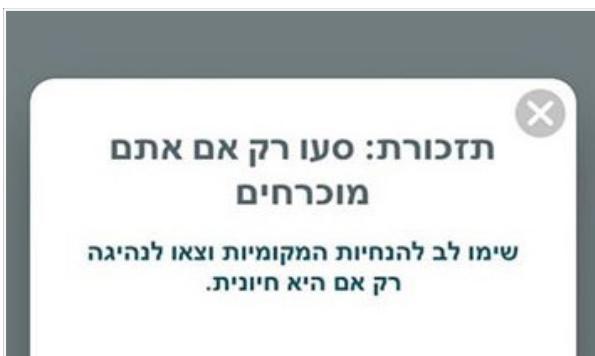 תזכורת: סעו רק אם אתם
מוכרחים
שימו לב להנחיות המקומיות וצאו לנהיגה
רק אם היא חיונית.